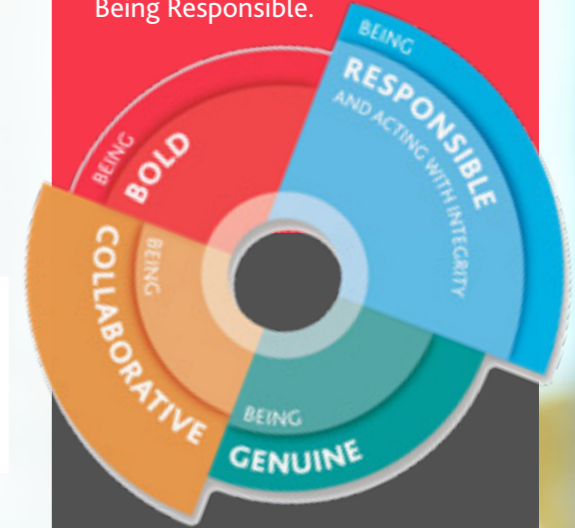 Being Responsible.
BEING
RESPONSIBLE
AND ACTING WITH INTEGRITY
BEING
BOLD
BEING
COLLABORATIVE
BEING
GENUINE